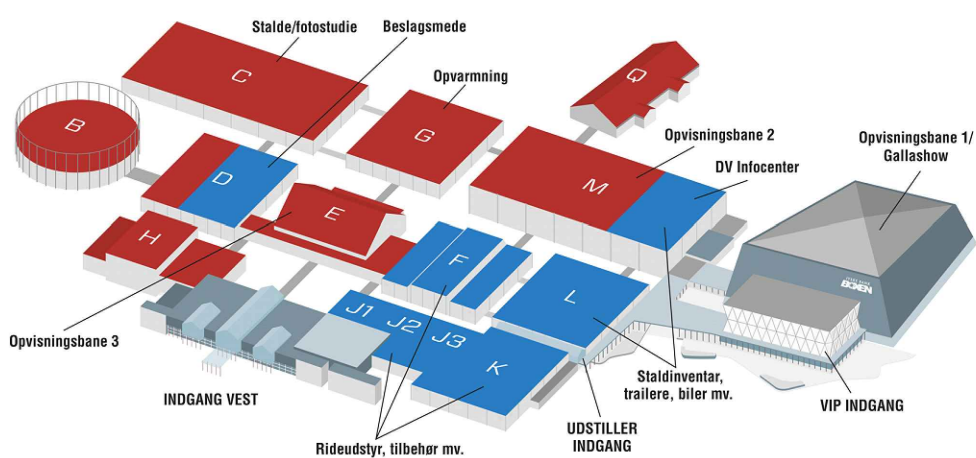 Stalde/fotostudie
Beslagsmede
Opvarmning
C
Q
B
G
Opvisningsbane 2
Opvisningsbane 1/
Gallashow
DV Infocenter
D
M
E
H
F
L
BOXEN
J1
J2
J3
K
Opvisningsbane 3
INDGANG VEST
Rideudstyr, tilbehør mv.
UDSTILLER
INDGANG
Staldinventar,
trailere, biler mv.
VIP INDGANG